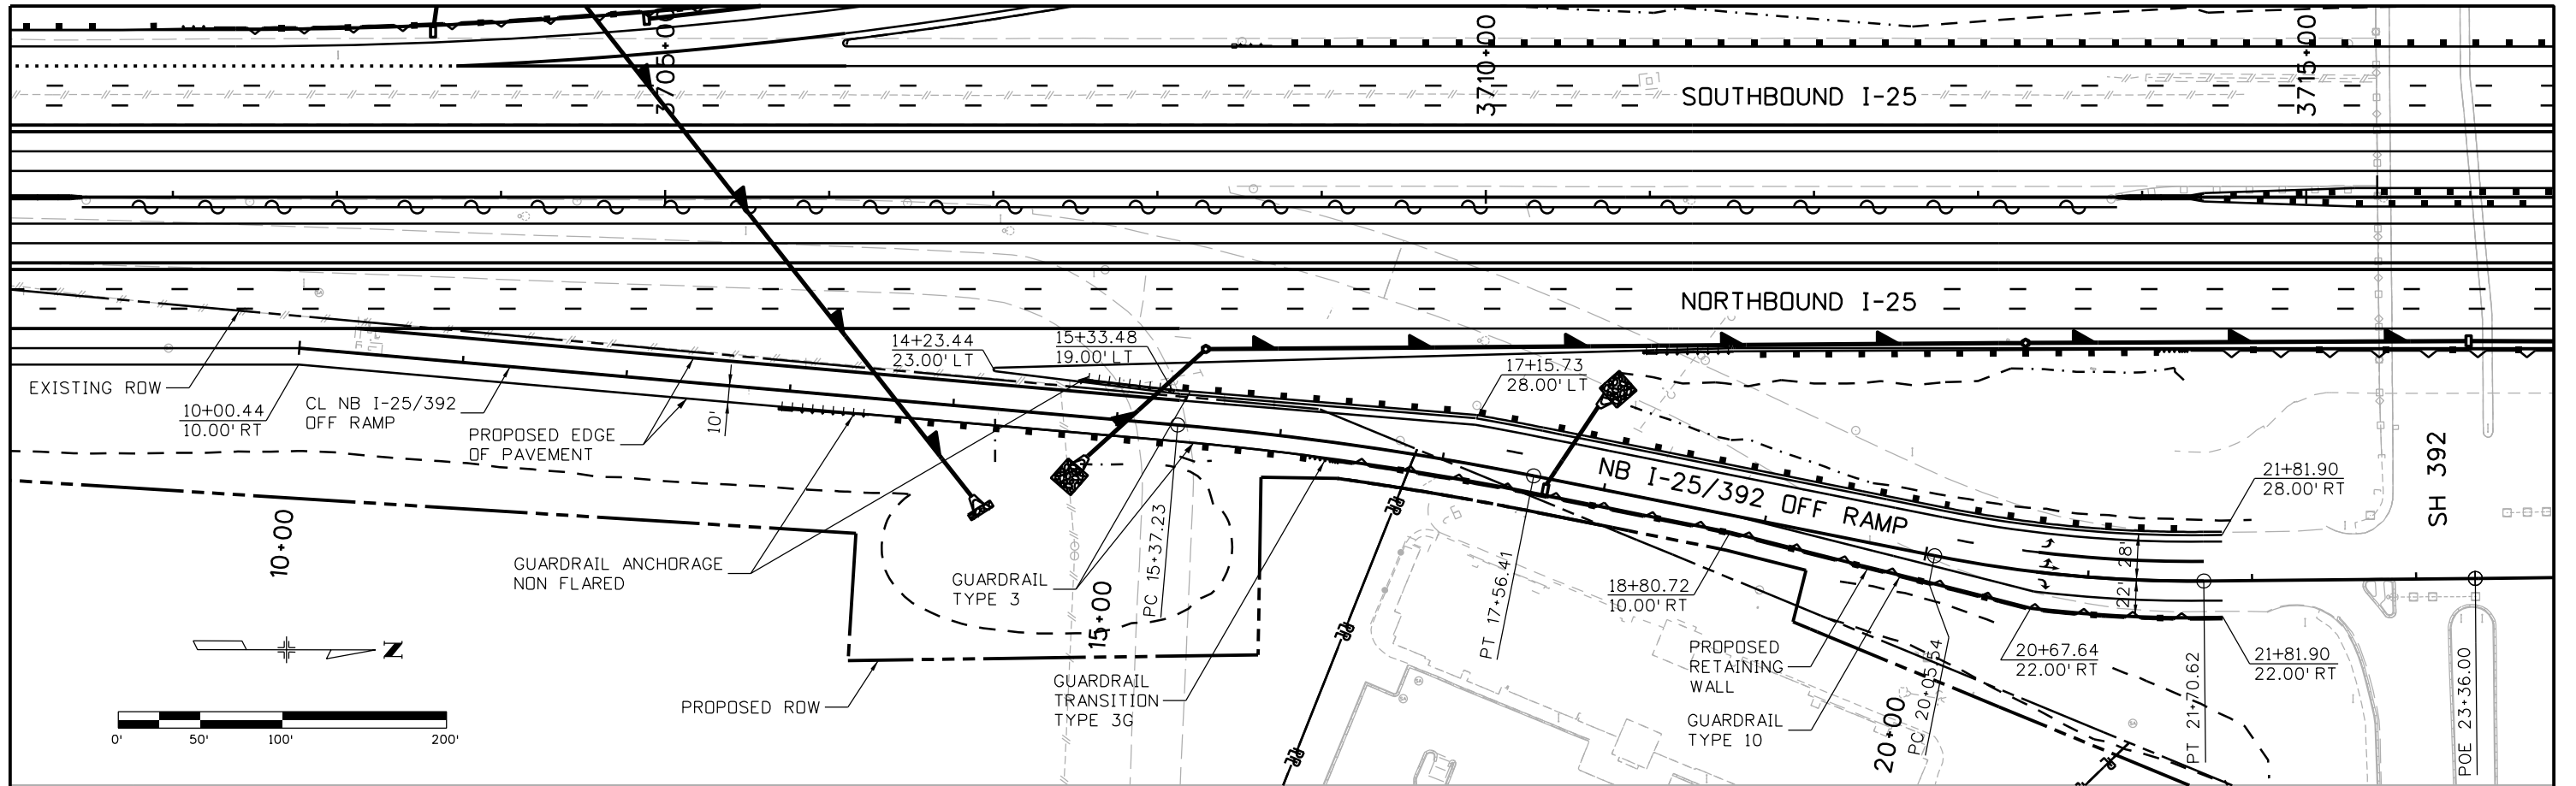 3705+00
3710+00
3715+00
SOUTHBOUND I-25
NORTHBOUND I-25
14+23.44
23.00' LT
15+33.48
19.00' LT
17+15.73
28.00' LT
EXISTING ROW
10+00.44
10.00' RT
CL NB I-25/392
OFF RAMP
PROPOSED EDGE
OF PAVEMENT
10'
NB I-25/392 OFF RAMP
21+81.90
28.00' RT
SH 392
10+00
GUARDRAIL ANCHORAGE
NON FLARED
GUARDRAIL
TYPE 3
PC 15+37.23
15+00
PT 17+56.41
18+80.72
10.00' RT
28'
22'
PROPOSED
RETAINING
WALL
20+67.64
22.00' RT
21+81.90
22.00' RT
N
PROPOSED ROW
GUARDRAIL
TRANSITION
TYPE 3G
GUARDRAIL
TYPE 10
20+00
PC 20+05.54
PT 21+70.62
POE 23+36.00
0'
50'
100'
200'